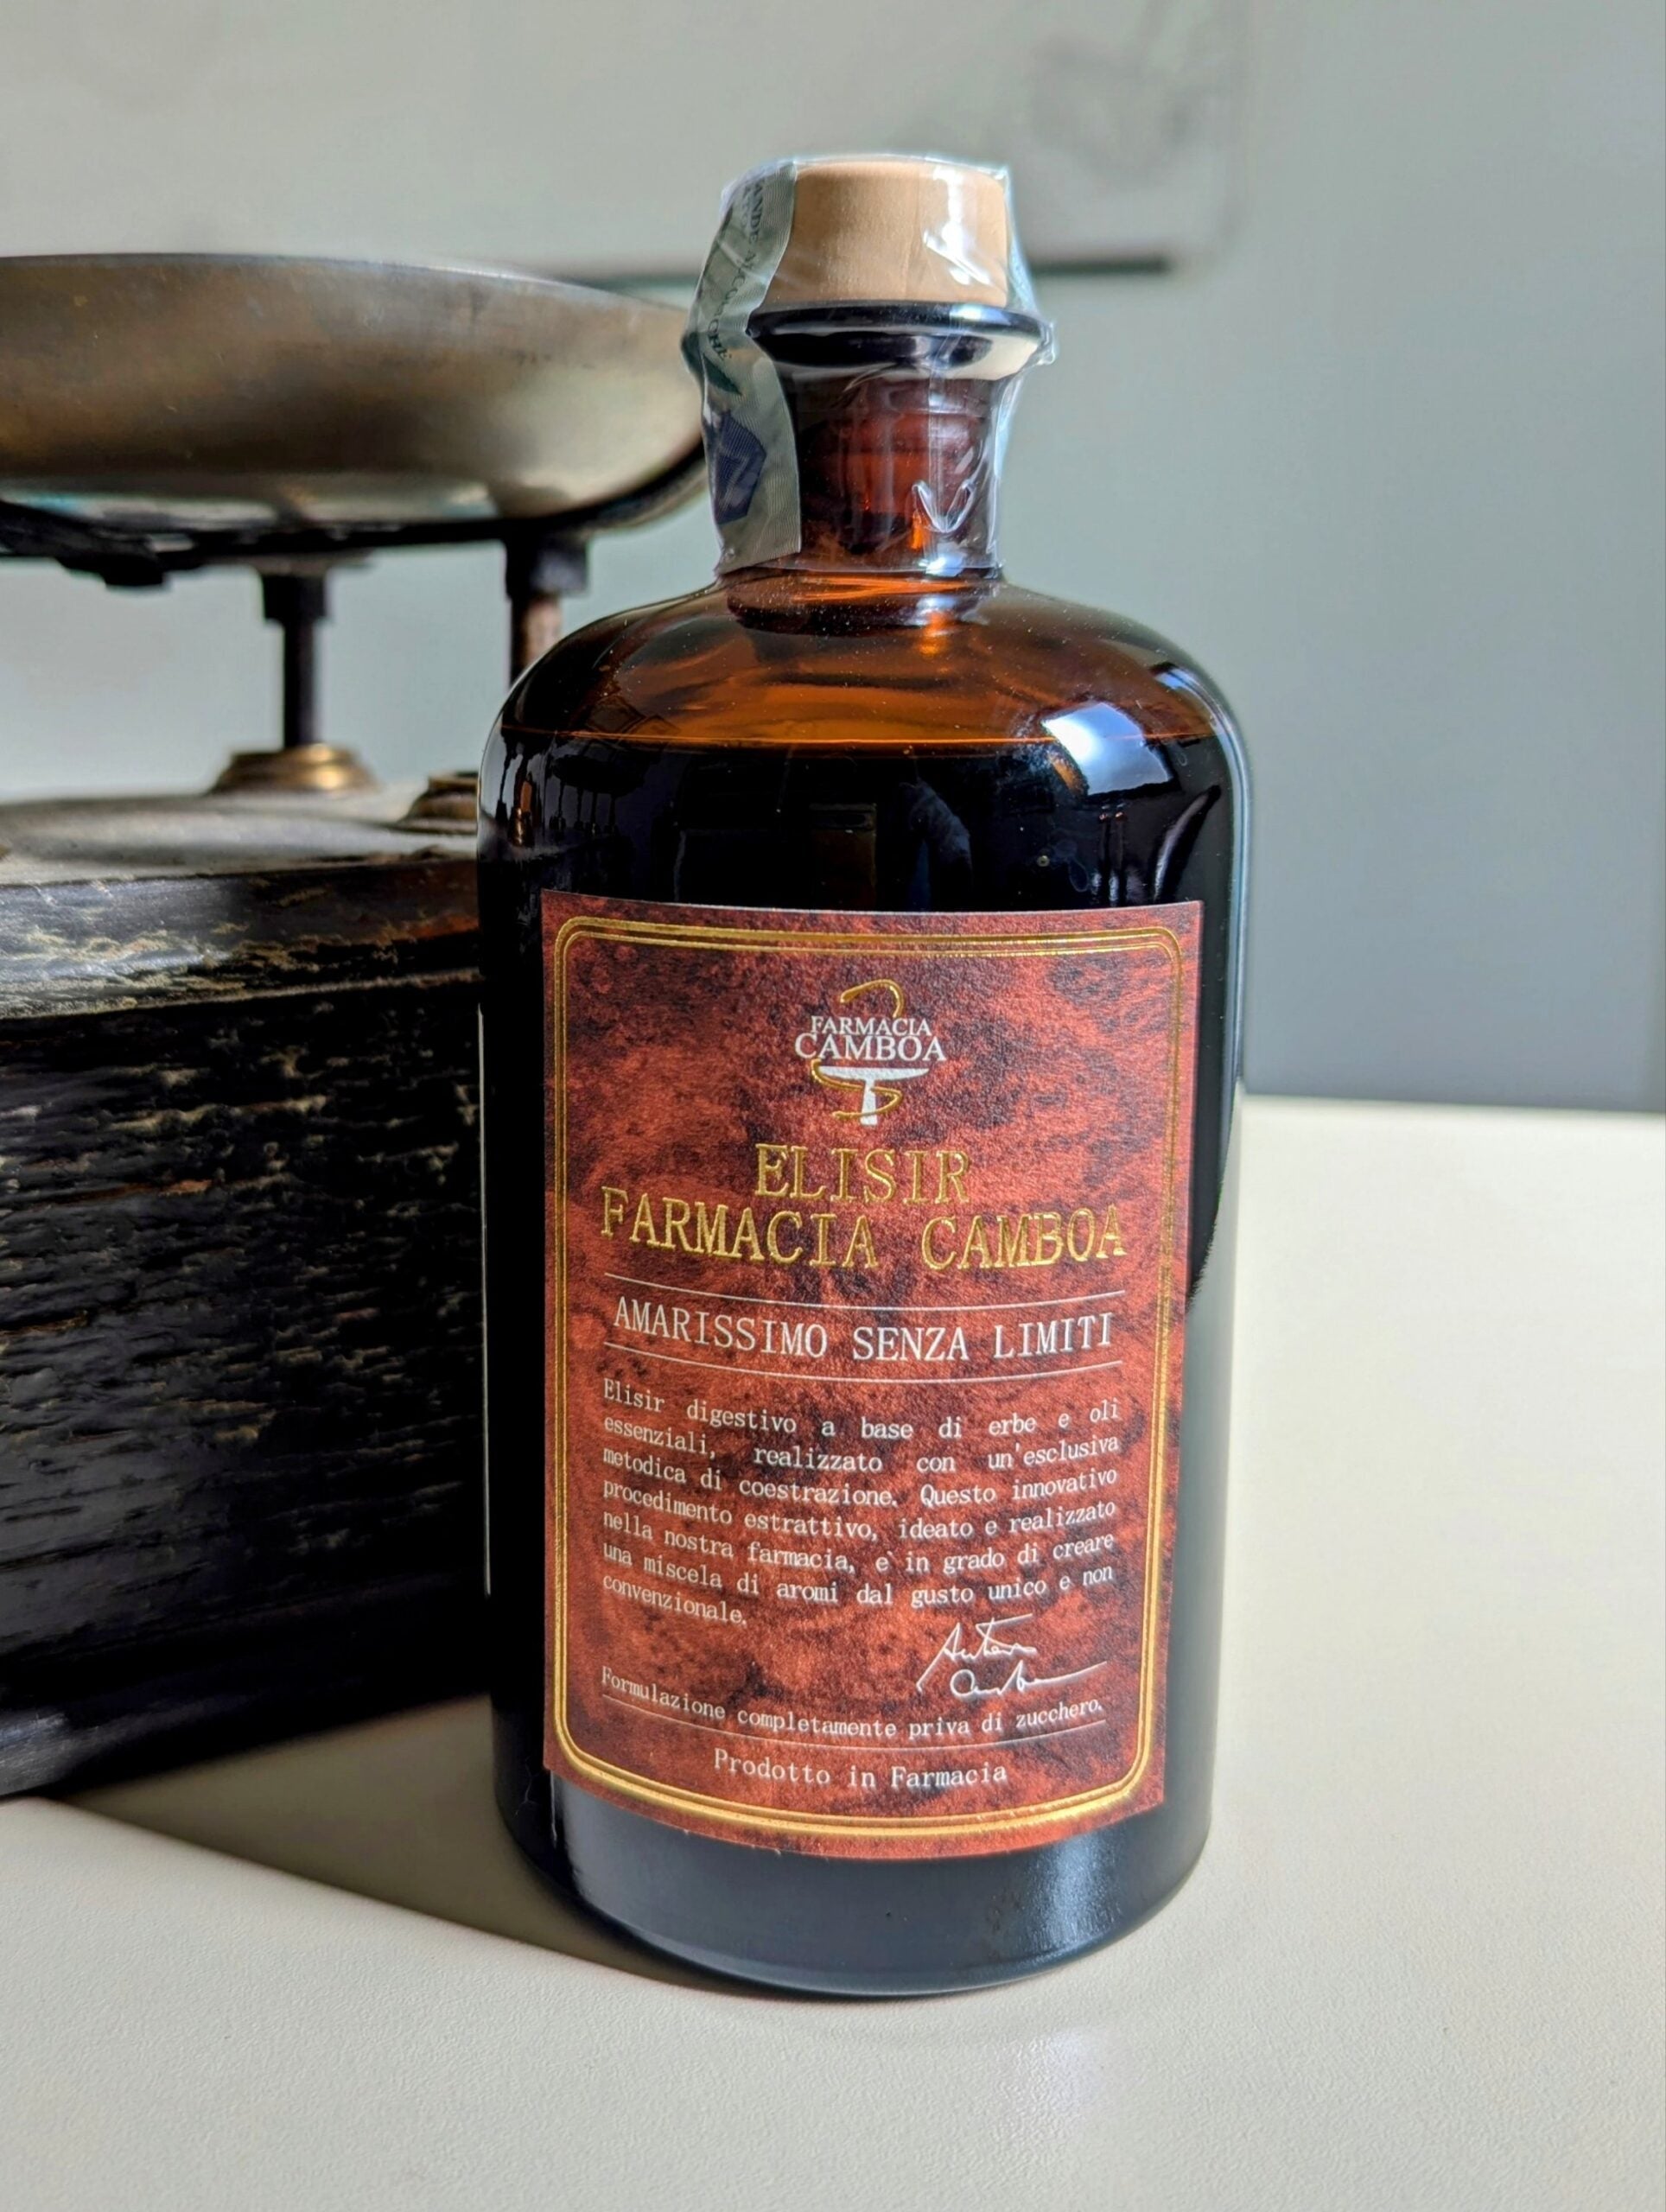 FARMACIA
CAMBOA
ELISIR
FARMACIA CAMBOA
AMARISSIMO SENZA LIMITI
Elisir digestivo a base di erbe e oli
essenziali, realizzato con un'esclusiva
metodica di coestrazione. Questo innovativo
procedimento estrattivo, ideato e realizzato
nella nostra farmacia, e` in grado di creare
una miscela di aromi dal gusto unico e non
convenzionale.
Formulazione completamente priva di zucchero.
Prodotto in Farmacia